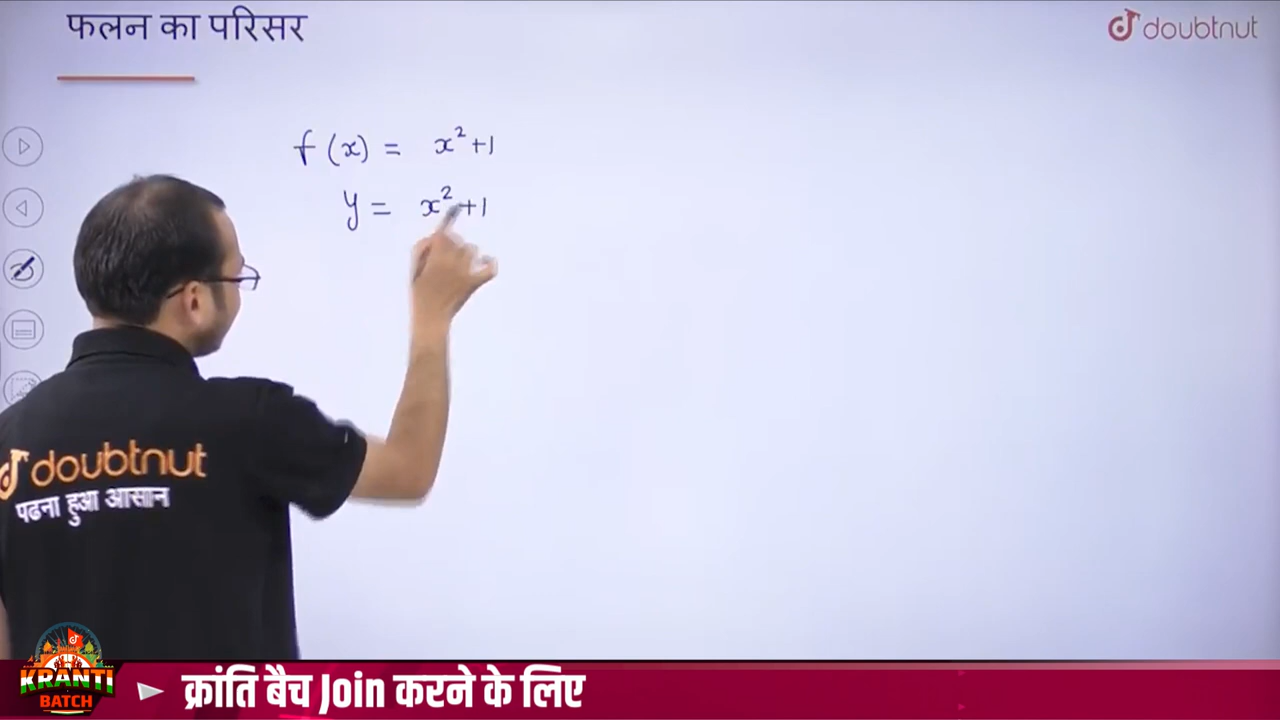 फलन का परिसर
doubtnut
f(x) = x²+1
y = x²+1
doubtnut
पढना हुआ आसान
KRANTI
BATCH
क्रांति बैच Join करने के लिए